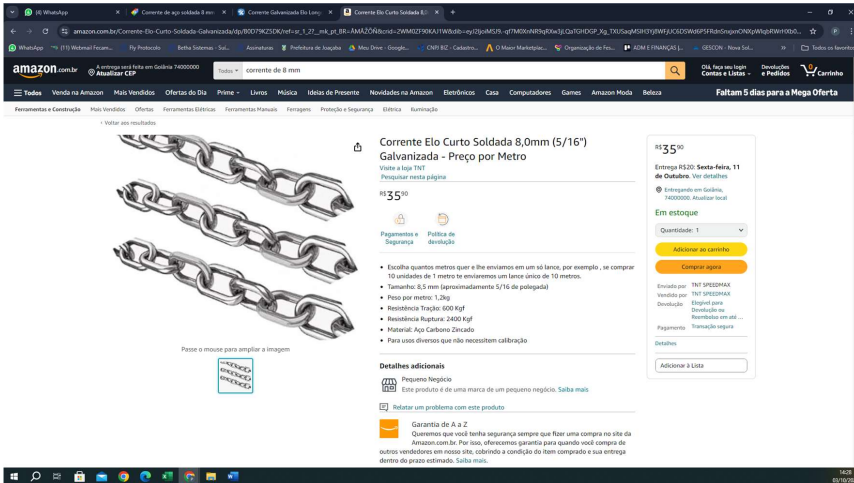 (4) WhatsApp
Corrente de aço soldada 8 mm
Corrente Galvanizada Elo Long
Corrente Elo Curto Soldada 8,0
amazon.com.br/Corrente-Elo-Curto-Soldada-Galvanizada/dp/B0D79KZSDK/
WhatsApp
(11) Webmail Fecam...
Fly Protocolo
Betha Sistemas - Sui...
Assinaturas
Prefeitura de Joaçaba
Meu Drive - Google...
CNPJ BIZ - Cadastro...
A O Maior Marketplac...
Organização de Fes...
ADM E FINANÇAS |...
GESCON - Nova Sol...
Todos os favoritos
amazon.com.br
A entrega será feita em Goiânia 74000000
Atualizar CEP
Todos
corrente de 8 mm
Olá, faça seu login
Contas e Listas
Devoluções
e Pedidos
0
Carrinho
Todos
Venda na Amazon
Mais Vendidos
Ofertas do Dia
Prime
Livros
Música
Ideias de Presente
Novidades na Amazon
Eletrônicos
Casa
Computadores
Games
Amazon Moda
Beleza
Faltam 5 dias para a Mega Oferta
Ferramentas e Construção
Mais Vendidos
Ofertas
Ferramentas Elétricas
Ferramentas Manuais
Ferragens
Proteção e Segurança
Elétrica
Iluminação
‹ Voltar aos resultados
Passe o mouse para ampliar a imagem
Corrente Elo Curto Soldada 8,0mm (5/16")
Galvanizada - Preço por Metro
Visite a loja TNT
Pesquisar nesta página
R$3590
Pagamentos e
Segurança
Política de
devolução
• Escolha quantos metros quer e lhe enviamos em um só lance, por exemplo , se comprar
10 unidades de 1 metro te enviaremos um lance único de 10 metros.
• Tamanho: 8,5 mm (aproximadamente 5/16 de polegada)
• Peso por metro: 1,2kg
• Resistência Tração: 600 Kgf
• Resistência Ruptura: 2400 Kgf
• Material: Aço Carbono Zincado
• Para usos diversos que não necessitem calibração
Detalhes adicionais
Pequeno Negócio
Este produto é de uma marca de um pequeno negócio. Saiba mais
Relatar um problema com este produto
Garantia de A a Z
Queremos que você tenha segurança sempre que fizer uma compra no site da
Amazon.com.br. Por isso, oferecemos garantia para quando você compra de
outros vendedores em nosso site, cobrindo a condição do item comprado e sua entrega
dentro do prazo estimado. Saiba mais.
R$3590
Entrega R$20: Sexta-feira, 11
de Outubro. Ver detalhes
Entregando em Goiânia,
74000000. Atualizar local
Em estoque
Quantidade: 1
Adicionar ao carrinho
Comprar agora
Enviado por TNT SPEEDMAX
Vendido por TNT SPEEDMAX
Devolução Elegível para
Devolução ou
Reembolso em até ...
Pagamento Transação segura
Detalhes
Adicionar à Lista
14:28
03/10/20